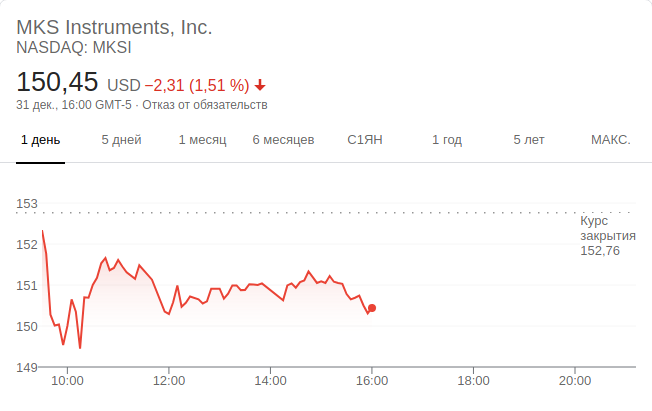 MKS Instruments, Inc.
NASDAQ: MKSI
150,45 USD −2,31 (1,51 %)
31 дек., 16:00 GMT-5 · Отказ от обязательств
1 день 5 дней 1 месяц 6 месяцев С1ЯН 1 год 5 лет МАКС.
153
Курс
закрытия
152,76
152
151
150
149
10:00 12:00 14:00 16:00 18:00 20:00